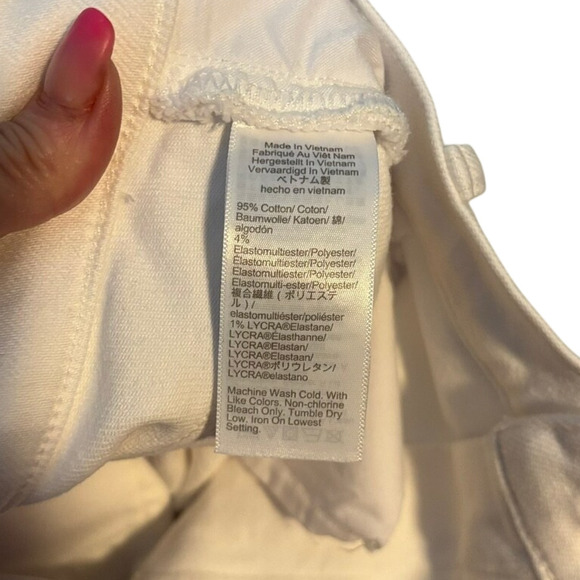 Made In Vietnam
Fabriqué Au Viêt Nam
Hergestellt In Vietnam
Vervaardigd In Vietnam
ベトナム製
hecho en vietnam
95% Cotton/ Coton/
Baumwolle/ Katoen/ 綿/
algodón
4%
Elastomultiester/Polyester/
Élastomultiester/Polyester/
Elastomultiester/Polyester/
Elastomulti-ester/Polyester/
複合繊維 (ポリエステ
ル)/
elastomultiéster/poliéster
1% LYCRA®Elastane/
LYCRA®Élasthanne/
LYCRA®Elastan/
LYCRA®Elastaan/
LYCRA®ポリウレタン/
LYCRA®elastano
Machine Wash Cold. With
Like Colors. Non-chlorine
Bleach Only. Tumble Dry
Low. Iron On Lowest
Setting.